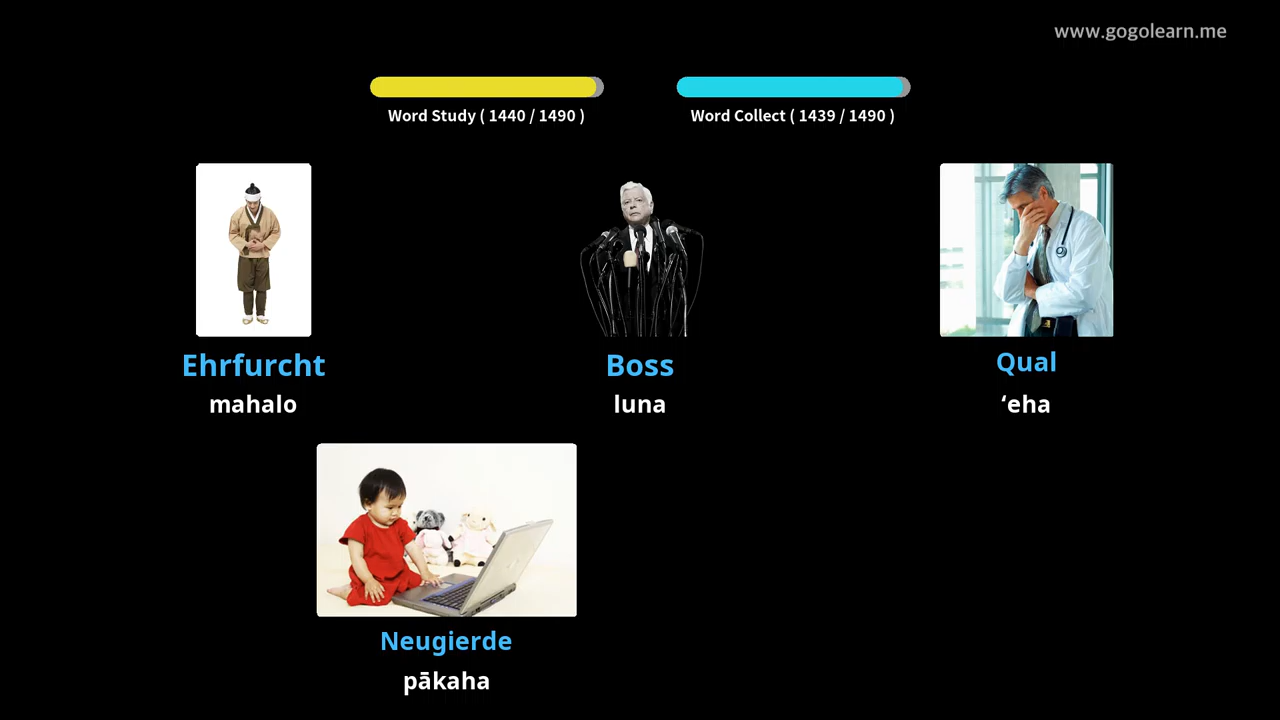 www.gogolearn.me
Word Study ( 1440 / 1490 )
Word Collect ( 1439 / 1490 )
Ehrfurcht
mahalo
Boss
luna
Qual
ʻeha
Neugierde
pākaha